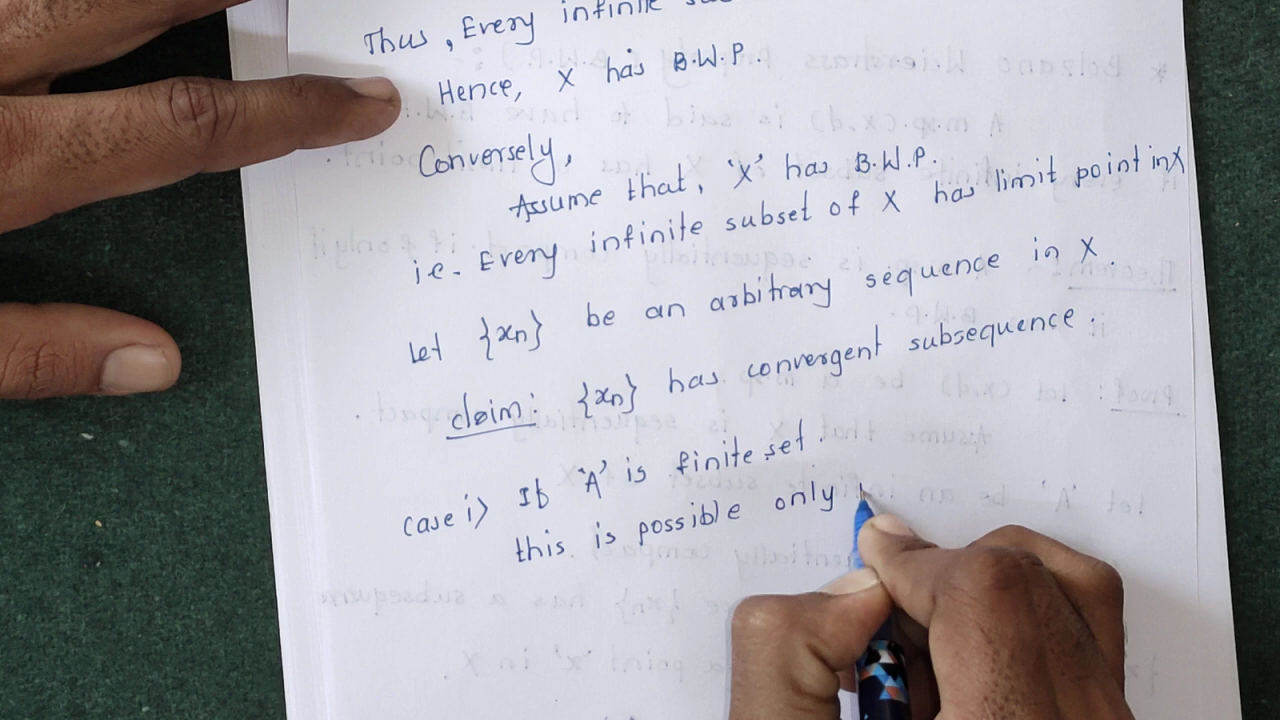 Thus, Every infinite
Hence, X has B.W.P.
Conversely,
Assume that, 'X' has B.W.P.
i.e. Every infinite subset of X has limit point in X
Let {xn} be an arbitrary sequence in X.
claim: {xn} has convergent subsequence.
case i) If 'A' is finite set.
this is possible only